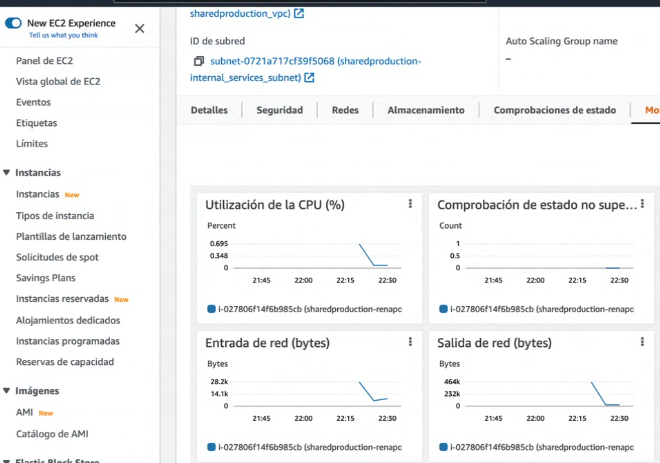 New EC2 Experience
Tell us what you think
Panel de EC2
Vista global de EC2
Eventos
Etiquetas
Límites
Instancias
Instancias New
Tipos de instancia
Plantillas de lanzamiento
Solicitudes de spot
Savings Plans
Instancias reservadas New
Alojamientos dedicados
Instancias programadas
Reservas de capacidad
Imágenes
AMI New
Catálogo de AMI
Elastic Block Store
sharedproduction_vpc)
ID de subred
subnet-0721a717cf39f5068 (sharedproduction-
internal_services_subnet)
Auto Scaling Group name
–
Detalles Seguridad Redes Almacenamiento Comprobaciones de estado Mo
Utilización de la CPU (%)
Percent
0.695
0.348
0
21:45 22:00 22:15 22:30
i-027806f14f6b985cb (sharedproduction-renapc
Comprobación de estado no supe...
Count
1
0.5
0
21:45 22:00 22:15 22:30
i-027806f14f6b985cb (sharedproduction-renapc
Entrada de red (bytes)
Bytes
28.2k
14.1k
0
21:45 22:00 22:15 22:30
i-027806f14f6b985cb (sharedproduction-renapc
Salida de red (bytes)
Bytes
464k
232k
0
21:45 22:00 22:15 22:30
i-027806f14f6b985cb (sharedproduction-renapc